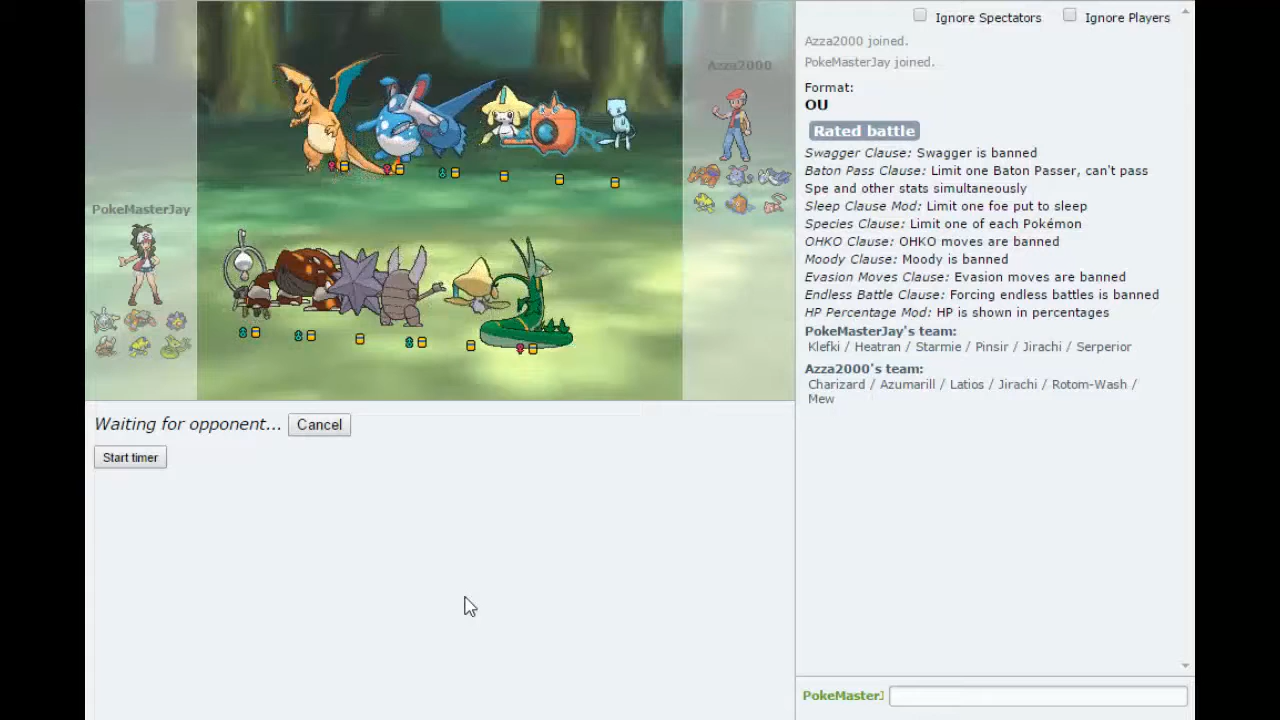 Ignore Spectators Ignore Players
Azza2000 joined.
PokeMasterJay joined.
Format:
OU
Rated battle
Swagger Clause: Swagger is banned
Baton Pass Clause: Limit one Baton Passer, can't pass
Spe and other stats simultaneously
Sleep Clause Mod: Limit one foe put to sleep
Species Clause: Limit one of each Pokémon
OHKO Clause: OHKO moves are banned
Moody Clause: Moody is banned
Evasion Moves Clause: Evasion moves are banned
Endless Battle Clause: Forcing endless battles is banned
HP Percentage Mod: HP is shown in percentages
PokeMasterJay's team:
Klefki / Heatran / Starmie / Pinsir / Jirachi / Serperior
Azza2000's team:
Charizard / Azumarill / Latios / Jirachi / Rotom-Wash /
Mew
Azza2000
PokeMasterJay
Waiting for opponent... Cancel
Start timer
PokeMasterJ